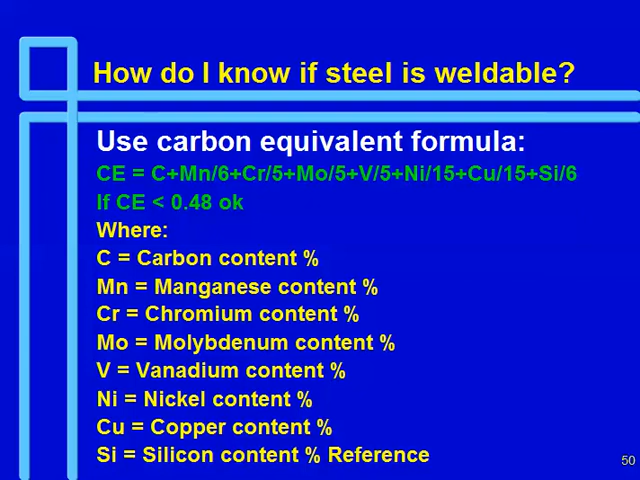 How do I know if steel is weldable?
Use carbon equivalent formula:
CE = C+Mn/6+Cr/5+Mo/5+V/5+Ni/15+Cu/15+Si/6
If CE < 0.48 ok
Where:
C = Carbon content %
Mn = Manganese content %
Cr = Chromium content %
Mo = Molybdenum content %
V = Vanadium content %
Ni = Nickel content %
Cu = Copper content %
Si = Silicon content % Reference
50